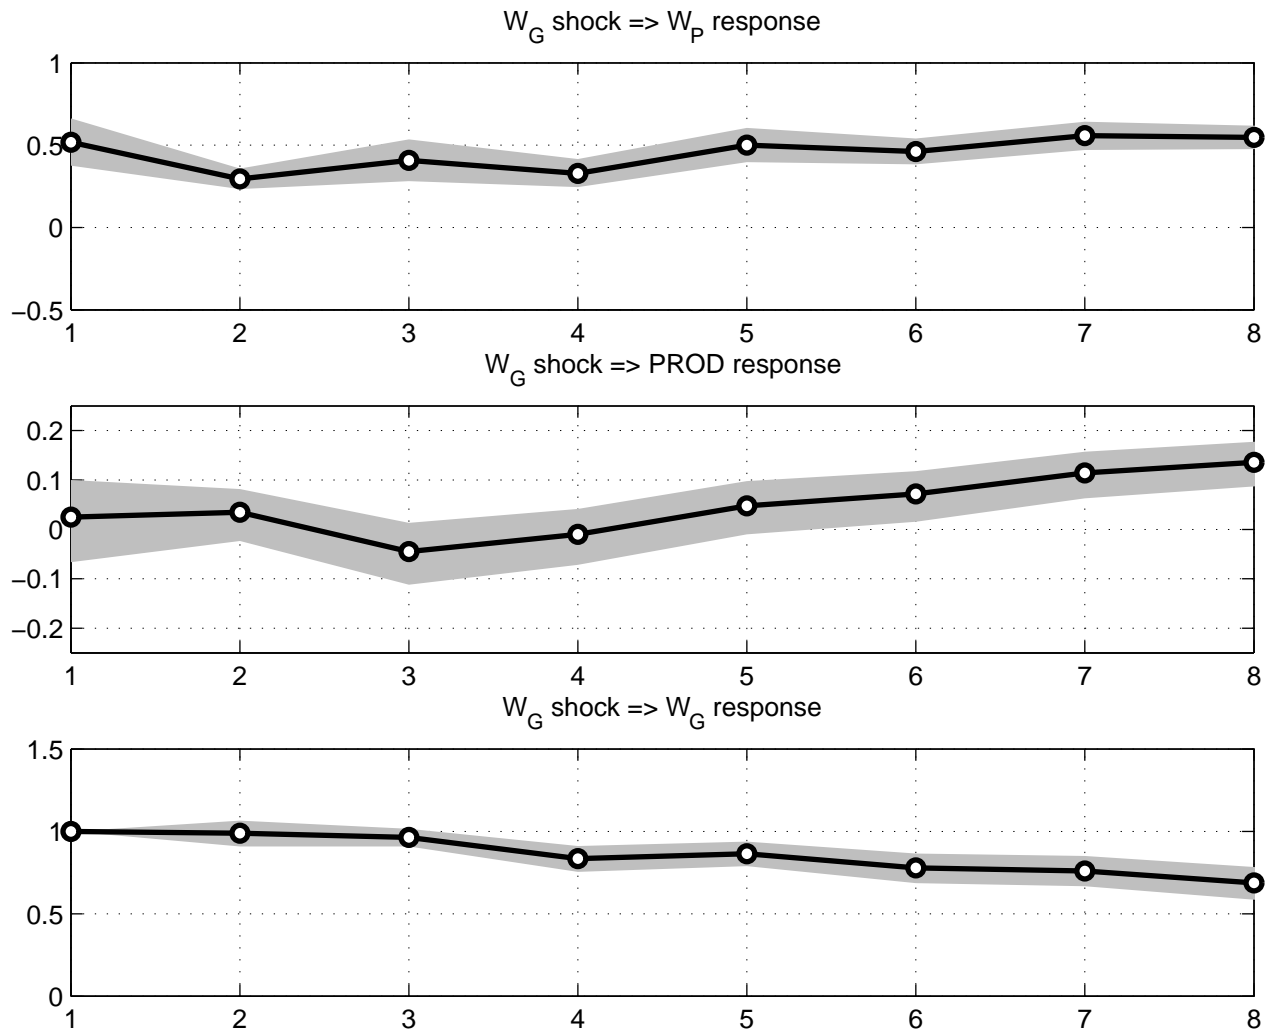 W_G shock => W_P response
1
0.5
0
−0.5
1 2 3 4 5 6 7 8
W_G shock => PROD response
0.2
0.1
0
−0.1
−0.2
1 2 3 4 5 6 7 8
W_G shock => W_G response
1.5
1
0.5
0
1 2 3 4 5 6 7 8